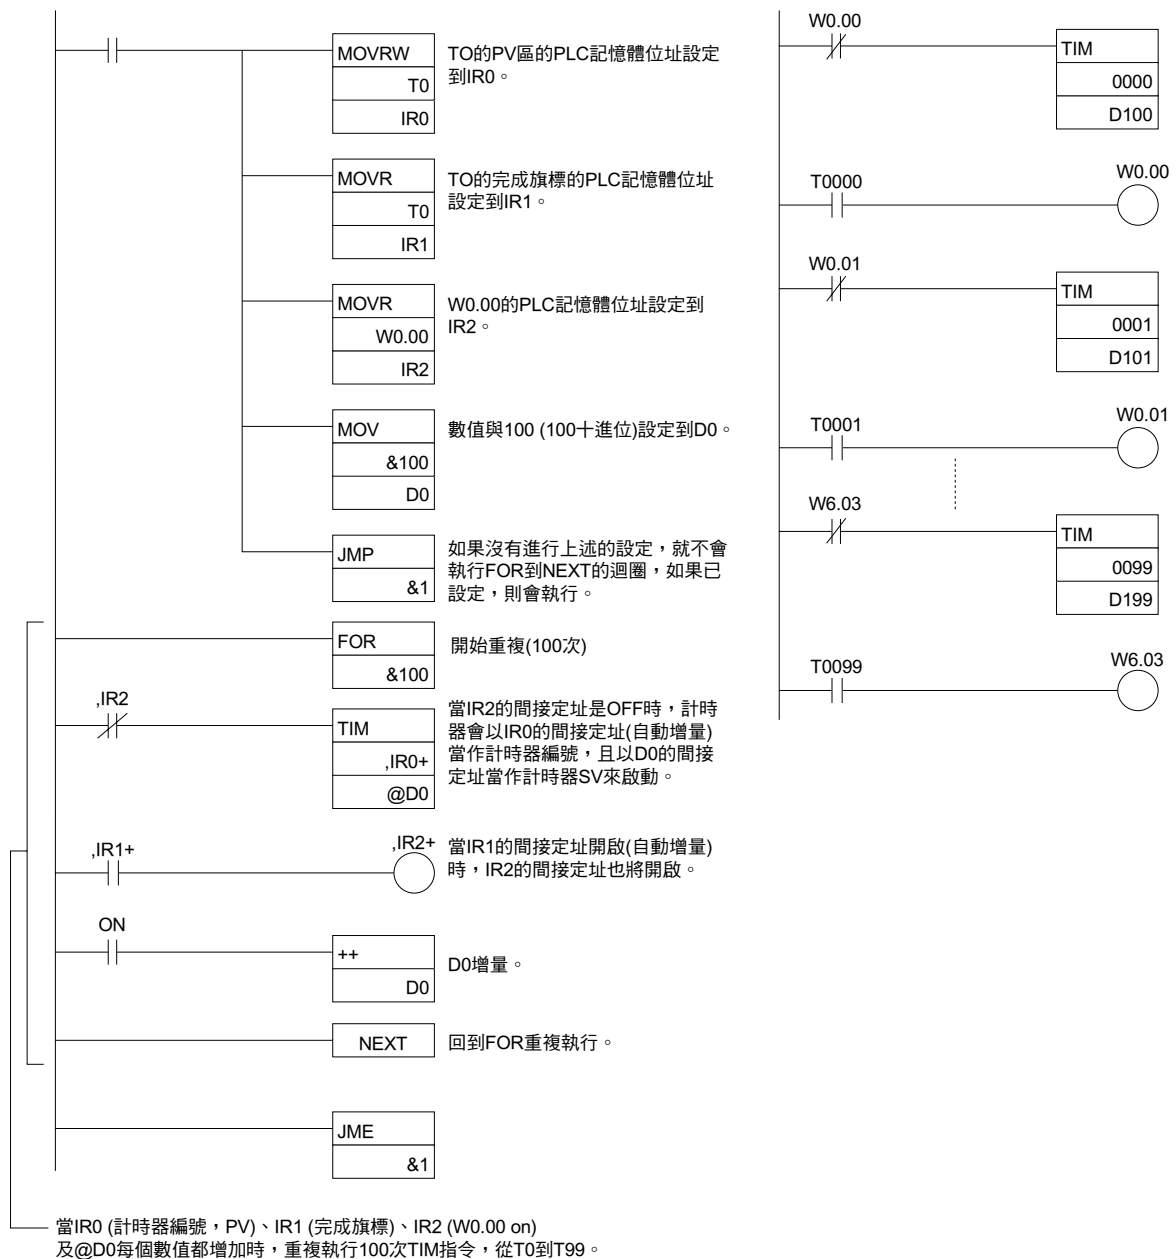 MOVRW
T0
IR0
TO的PV區的PLC記憶體位址設定
到IR0。
MOVR
T0
IR1
TO的完成旗標的PLC記憶體位址
設定到IR1。
MOVR
W0.00
IR2
W0.00的PLC記憶體位址設定到
IR2。
MOV
&100
D0
數值與100 (100十進位)設定到D0。
JMP
&1
如果沒有進行上述的設定，就不會
執行FOR到NEXT的迴圈，如果已
設定，則會執行。
FOR
&100
開始重複(100次)
,IR2
TIM
,IR0+
@D0
當IR2的間接定址是OFF時，計時
器會以IR0的間接定址(自動增量)
當作計時器編號，且以D0的間接
定址當作計時器SV來啟動。
,IR1+
,IR2+
當IR1的間接定址開啟(自動增量)
時，IR2的間接定址也將開啟。
ON
++
D0
D0增量。
NEXT
回到FOR重複執行。
JME
&1
當IR0 (計時器編號，PV)、IR1 (完成旗標)、IR2 (W0.00 on)
及@D0每個數值都增加時，重複執行100次TIM指令，從T0到T99。
W0.00
TIM
0000
D100
T0000
W0.00
W0.01
TIM
0001
D101
T0001
W0.01
W6.03
TIM
0099
D199
T0099
W6.03